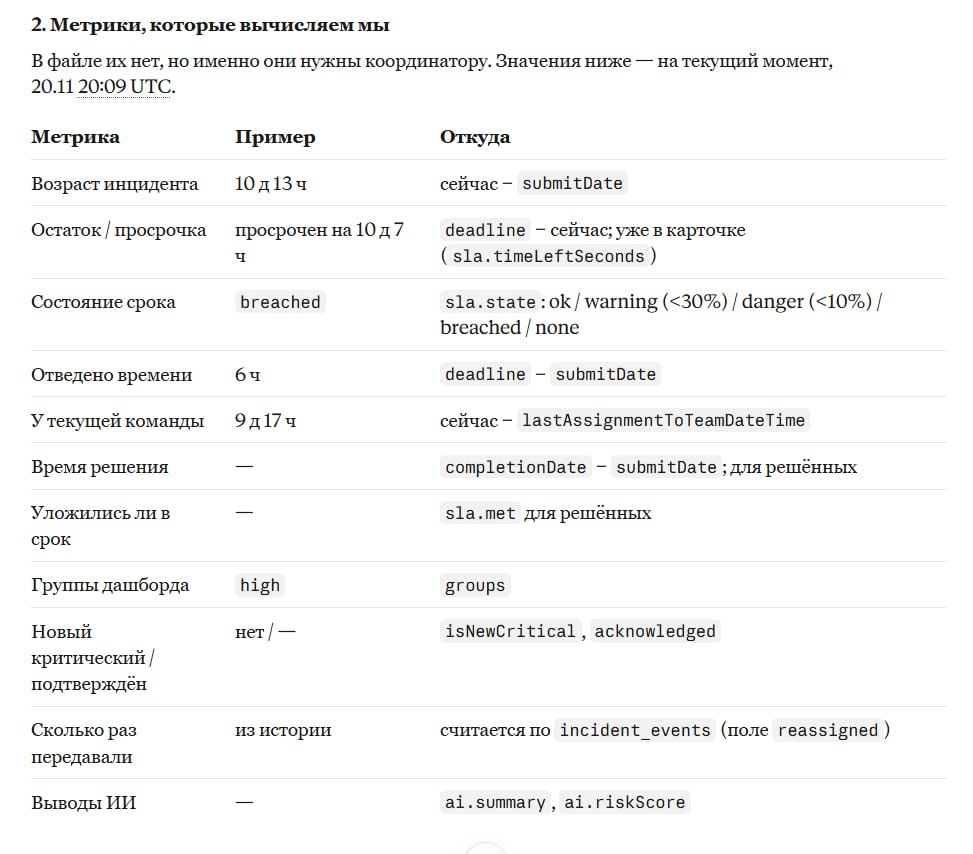 2. Метрики, которые вычисляем мы
В файле их нет, но именно они нужны координатору. Значения ниже — на текущий момент,
20.11 20:09 UTC.
Метрика Пример Откуда
Возраст инцидента 10 д 13 ч сейчас − submitDate
Остаток / просрочка просрочен на 10 д 7 deadline − сейчас; уже в карточке
ч (sla.timeLeftSeconds)
Состояние срока breached sla.state: ok / warning (<30%) / danger (<10%) /
breached / none
Отведено времени 6 ч deadline − submitDate
У текущей команды 9 д 17 ч сейчас − lastAssignmentToTeamDateTime
Время решения — completionDate − submitDate; для решённых
Уложились ли в — sla.met для решённых
срок
Группы дашборда high groups
Новый нет / — isNewCritical, acknowledged
критический /
подтверждён
Сколько раз из истории считается по incident_events (поле reassigned)
передавали
Выводы ИИ — ai.summary, ai.riskScore